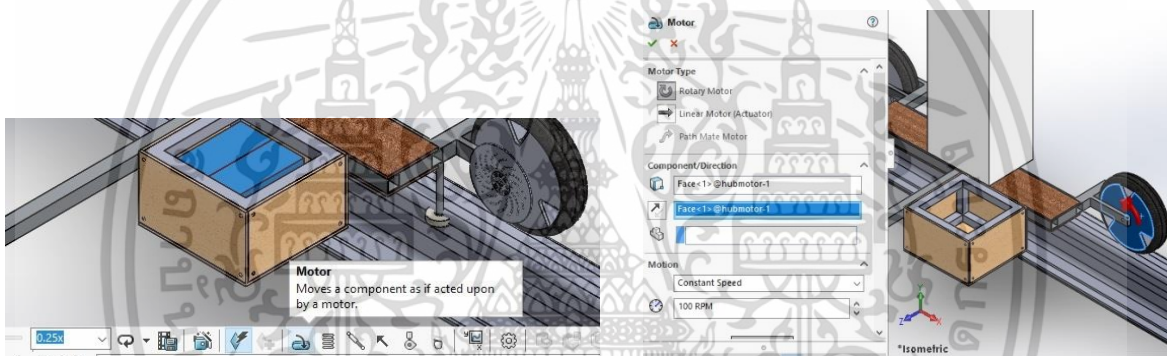 Motor
Moves a component as if acted upon
by a motor.
0.25x
Motor
Motor Type
Rotary Motor
Linear Motor (Actuator)
Path Mate Motor
Component/Direction
Face<1>@hubmotor-1
Face<1>@hubmotor-1
Motion
Constant Speed
100 RPM
*Isometric